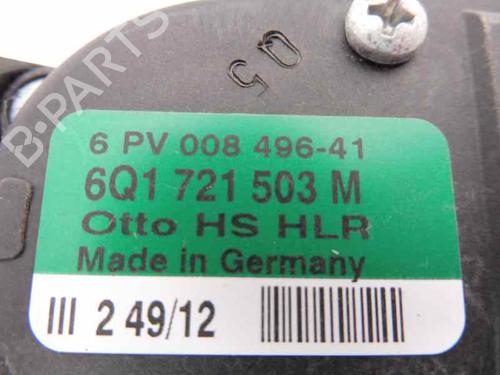 05
6 PV 008 496-41
6Q1 721 503 M
Otto HS HLR
Made in Germany
III 2 49/12
B-PARTS